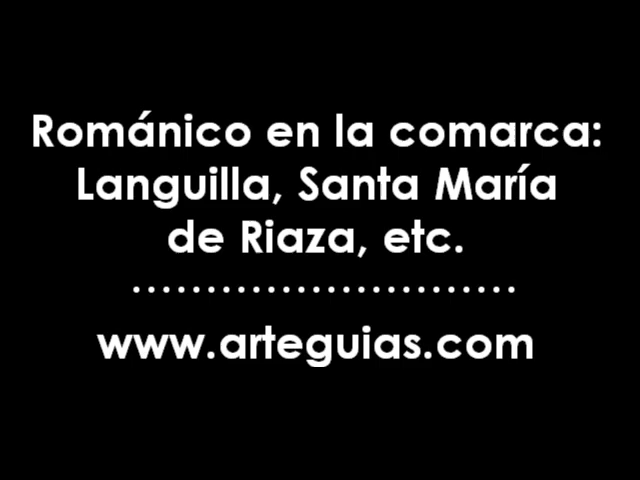 Románico en la comarca:
Languilla, Santa María
de Riaza, etc.
..........................
www.arteguias.com